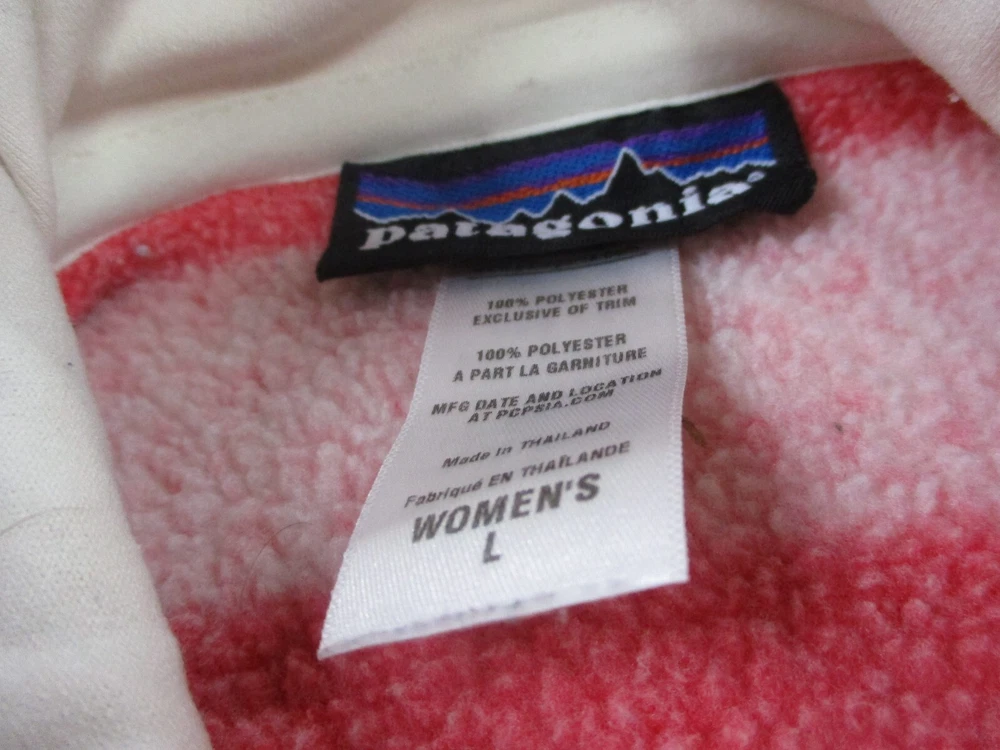 patagonia®
100% POLYESTER
EXCLUSIVE OF TRIM
100% POLYESTER
A PART LA GARNITURE
MFG DATE AND LOCATION
AT PCPSIA.COM
Made in THAILAND
Fabriqué EN THAÏLANDE
WOMEN'S
L